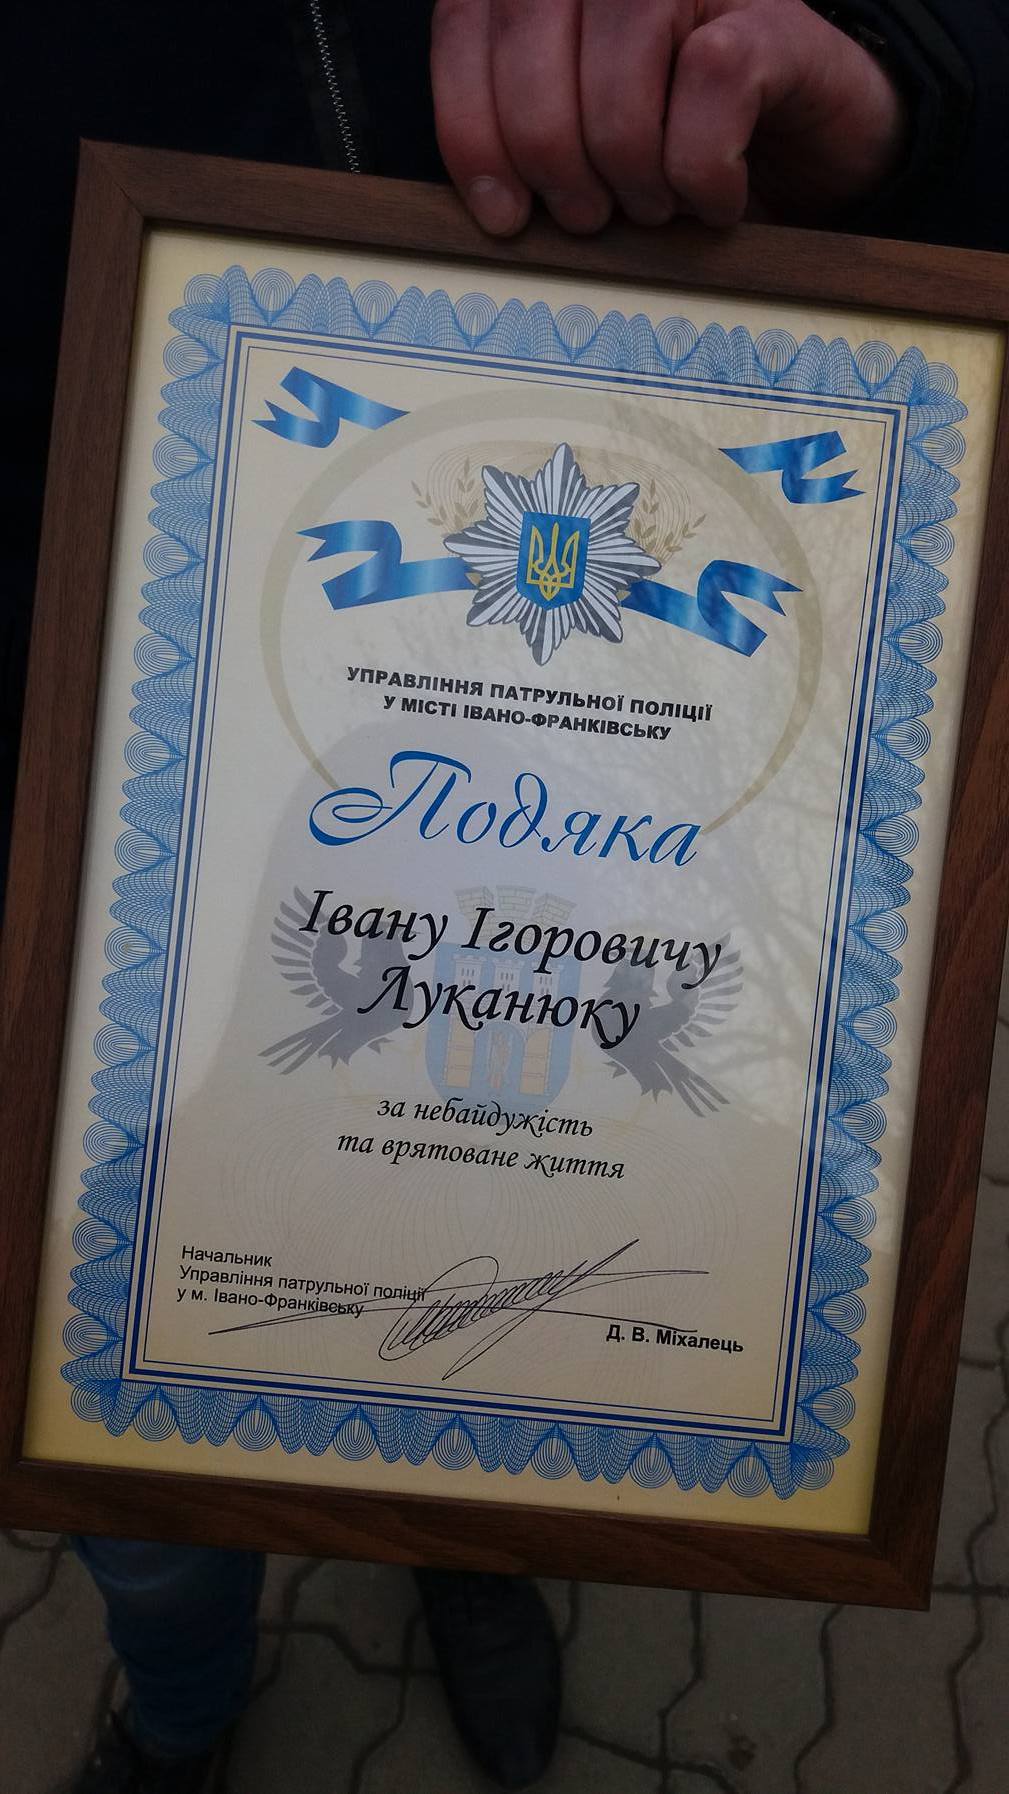 УПРАВЛІННЯ ПАТРУЛЬНОЇ ПОЛІЦІЇ
У МІСТІ ІВАНО-ФРАНКІВСЬКУ
Подяка
Івану Ігоровичу
Луканюку
за небайдужість
та врятоване життя
Начальник
Управління патрульної поліції
у м. Івано-Франківську
Д. В. Міхалець